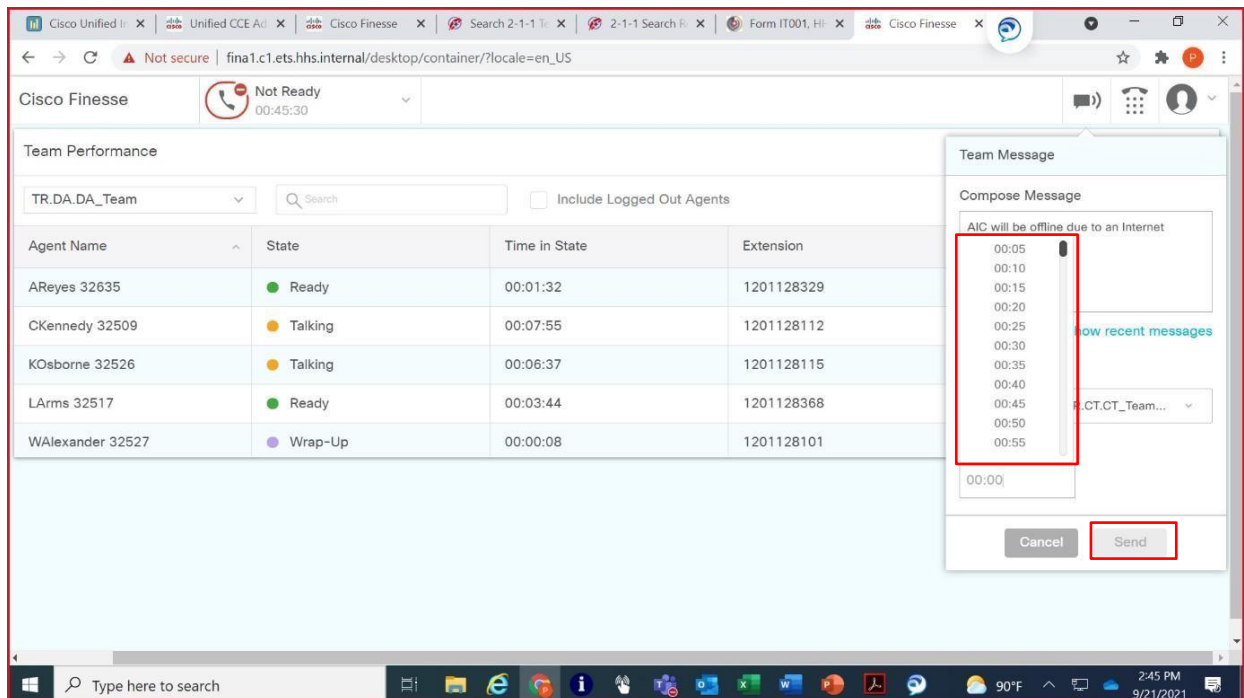 Cisco Unified I
Unified CCE Ad
Cisco Finesse
Search 2-1-1
2-1-1 Search R
Form IT001, HH
Cisco Finesse
Not secure | fina1.c1.ets.hhs.internal/desktop/container/?locale=en_US
P
Cisco Finesse
Not Ready
00:45:30
Team Performance
TR.DA.DA_Team
Search
Include Logged Out Agents
Agent Name State Time in State Extension
AReyes 32635 Ready 00:01:32 1201128329
CKennedy 32509 Talking 00:07:55 1201128112
KOsborne 32526 Talking 00:06:37 1201128115
LArms 32517 Ready 00:03:44 1201128368
WAlexander 32527 Wrap-Up 00:00:08 1201128101
Team Message
Compose Message
AIC will be offline due to an Internet
00:05
00:10
00:15
00:20
00:25
00:30
00:35
00:40
00:45
00:50
00:55
how recent messages
.CT.CT_Team...
00:00
Cancel Send
Type here to search
90°F
2:45 PM
9/21/2021